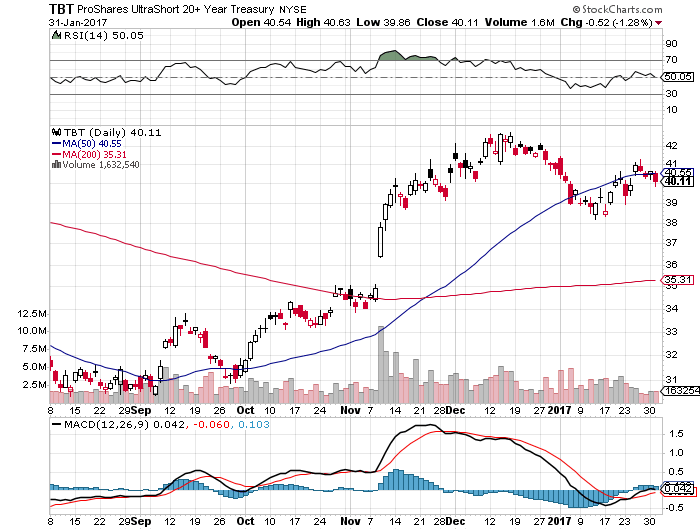 TBT ProShares UltraShort 20+ Year Treasury NYSE © StockCharts.com
31-Jan-2017 Open 40.54 High 40.63 Low 39.86 Close 40.11 Volume 1.6M Chg -0.52 (-1.28%)
RSI(14) 50.05
90
70
50.05
30
10
TBT (Daily) 40.11
MA(50) 40.55
MA(200) 35.31
Volume 1,632,540
42
41
40.55
40.11
39
38
37
36
35.31
35
34
33
32
31
12.5M
10.0M
7.5M
5.0M
2.5M
163254
8 15 22 29 Sep 12 19 26 Oct 10 17 24 Nov 7 14 21 28 Dec 12 19 27 2017 9 17 23 30
MACD(12,26,9) 0.042, -0.060, 0.103
1.5
1.0
0.5
0.042
-0.5
8 15 22 29 Sep 12 19 26 Oct 10 17 24 Nov 7 14 21 28 Dec 12 19 27 2017 9 17 23 30